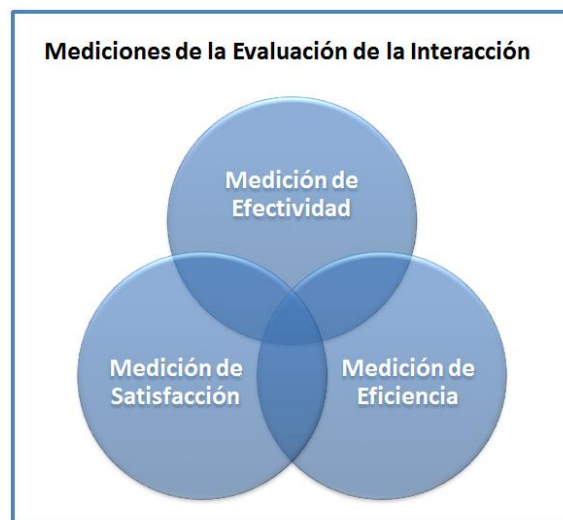 Mediciones de la Evaluación de la Interacción
Medición de
Efectividad
Medición de
Satisfacción
Medición de
Eficiencia